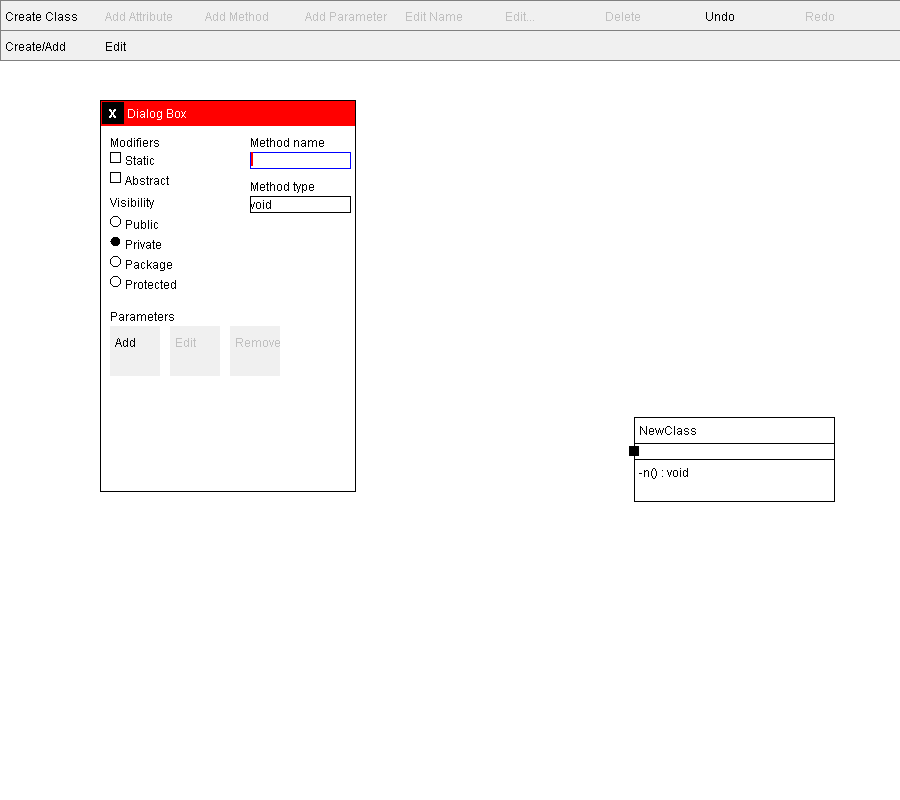 Create Class Add Attribute Add Method Add Parameter Edit Name Edit... Delete Undo Redo
Create/Add Edit
X Dialog Box
Modifiers
Static
Abstract
Visibility
Public
Private
Package
Protected
Method name
Method type
void
Parameters
Add Edit Remove
NewClass
-n() : void